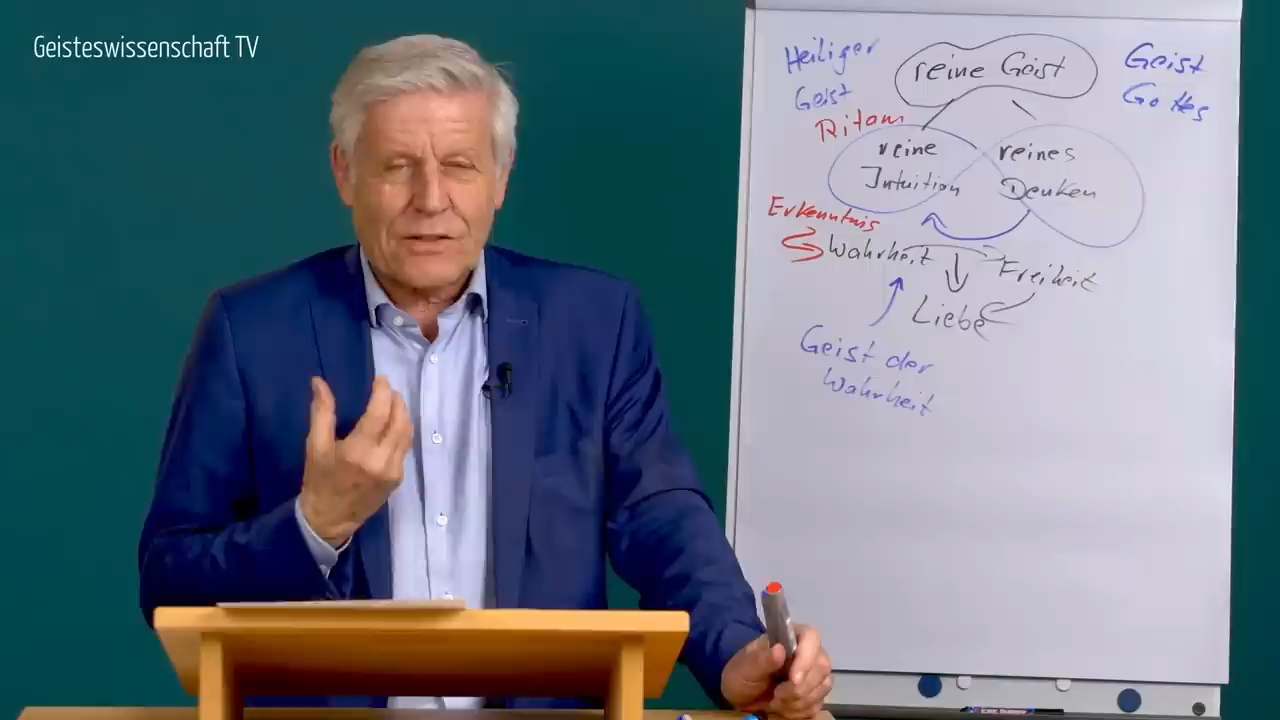 Geisteswissenschaft TV
Heiliger
Geist
reine Geist
Geist
Gottes
Ritam
reine
Intuition
reines
Denken
Erkenntnis
Wahrheit
Freiheit
Liebe
Geist der
Wahrheit